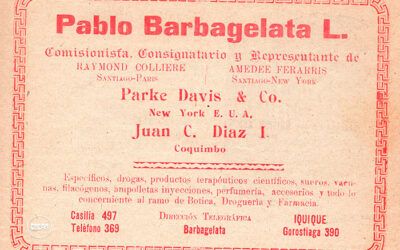 Pablo Barbagelata L.
Comisionista, Consignatario y Representante de
RAYMOND COLLIERE AMEDEE FERARRIS
SANTIAGO-PARIS SANTIAGO-NEW YORK
Parke Davis & Co.
New York E. U. A.
Juan C. Diaz I.
Coquimbo
Específicos, drogas, productos terapéuticos científicos, sueros, vacu-
nas, filacógenos, ampolletas inyecciones, perfumería, accesorios y todo lo
concerniente al ramo de Botica, Droguería y Farmacia.
Casilla 497 DIRECCIÓN TELEGRÁFICA IQUIQUE
Teléfono 369 Barbagelata Gorostiaga 390